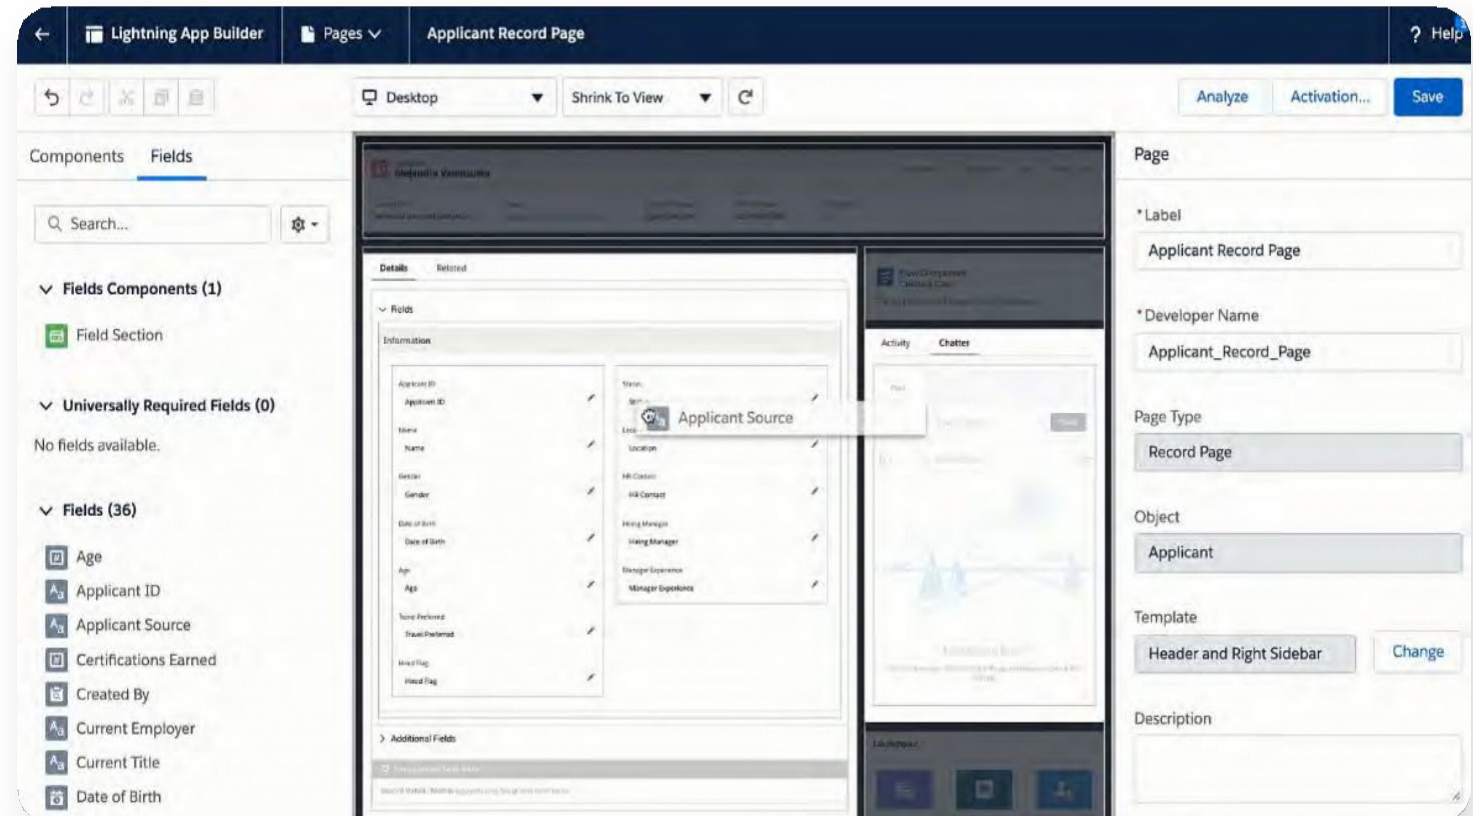 Lightning App Builder
Pages
Applicant Record Page
? Help
Desktop
Shrink To View
Analyze
Activation...
Save
Components
Fields
Search...
Fields Components (1)
Field Section
Universally Required Fields (0)
No fields available.
Fields (36)
Age
Applicant ID
Applicant Source
Certifications Earned
Created By
Current Employer
Current Title
Date of Birth
Details
Related
Fields
Information
Applicant ID
Applicant ID
Name
Name
Gender
Gender
Date of Birth
Date of Birth
Age
Age
Travel Preferred
Travel Preferred
Hired Flag
Hired Flag
Status
Applicant Source
Location
HR Contact
HR Contact
Hiring Manager
Hiring Manager
Manager Experience
Manager Experience
Additional Fields
Activity
Chatter
Post
Page
*Label
Applicant Record Page
*Developer Name
Applicant_Record_Page
Page Type
Record Page
Object
Applicant
Template
Header and Right Sidebar
Change
Description